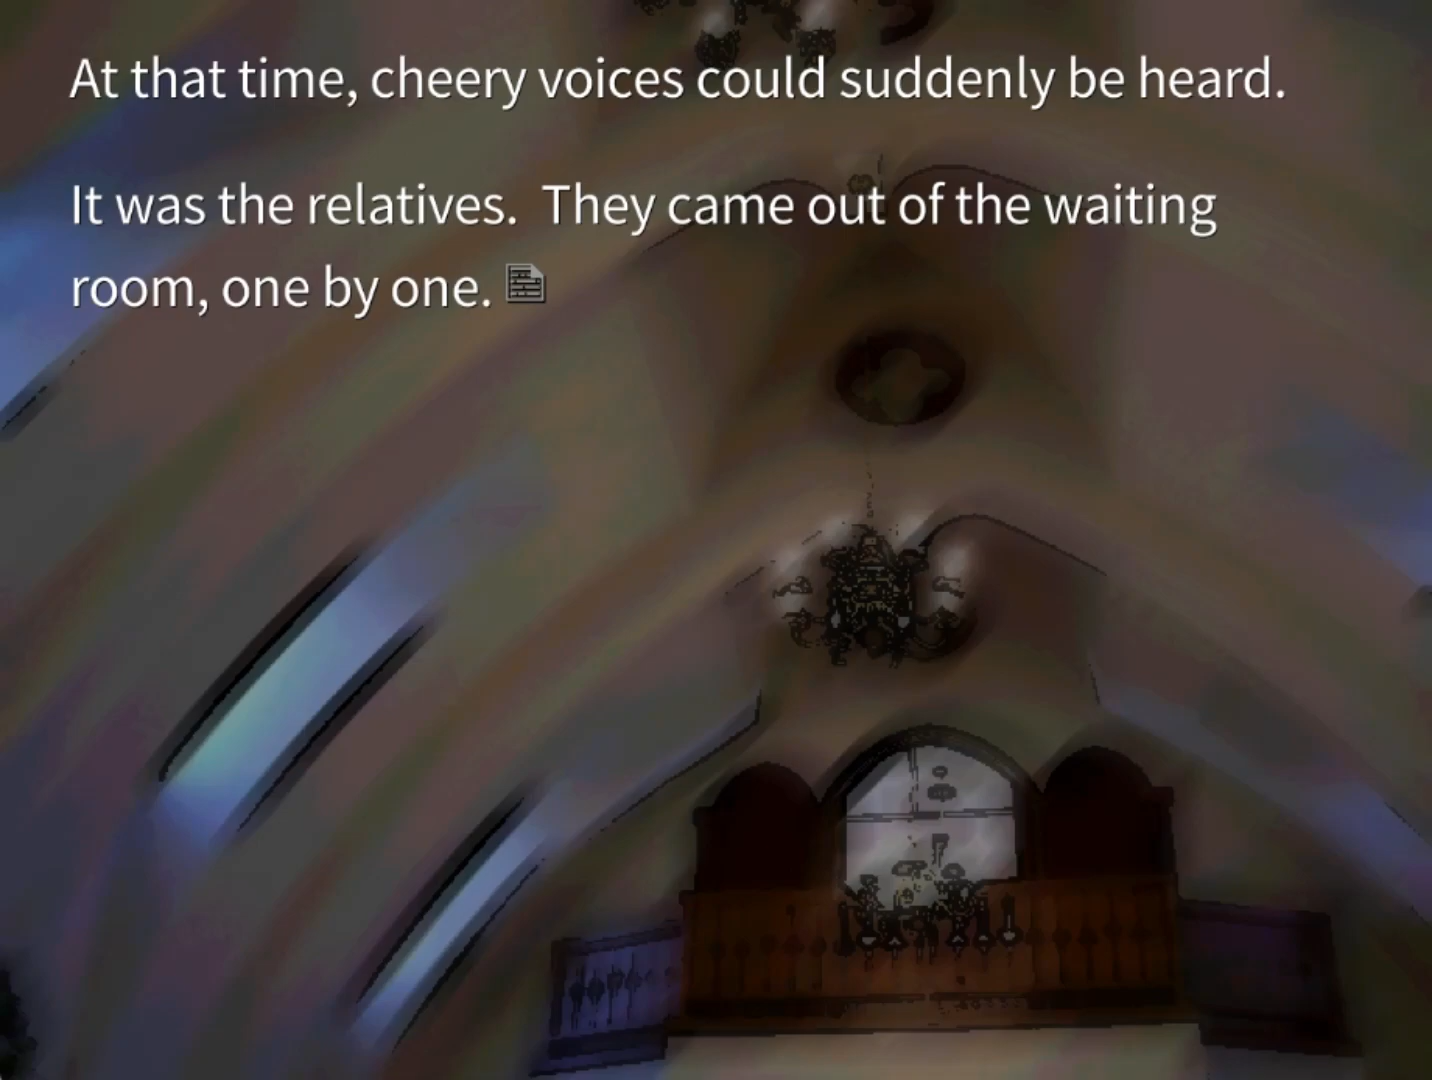 At that time, cheery voices could suddenly be heard.
It was the relatives.  They came out of the waiting
room, one by one.